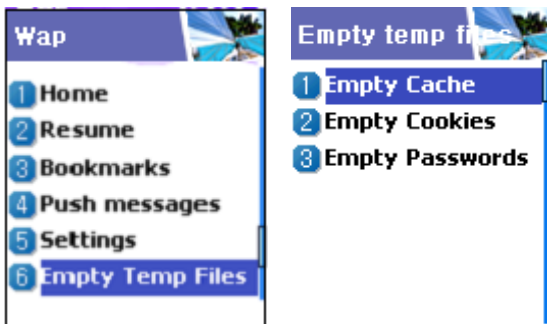 Wap
1 Home
2 Resume
3 Bookmarks
4 Push messages
5 Settings
6 Empty Temp Files
Empty temp files
1 Empty Cache
2 Empty Cookies
3 Empty Passwords